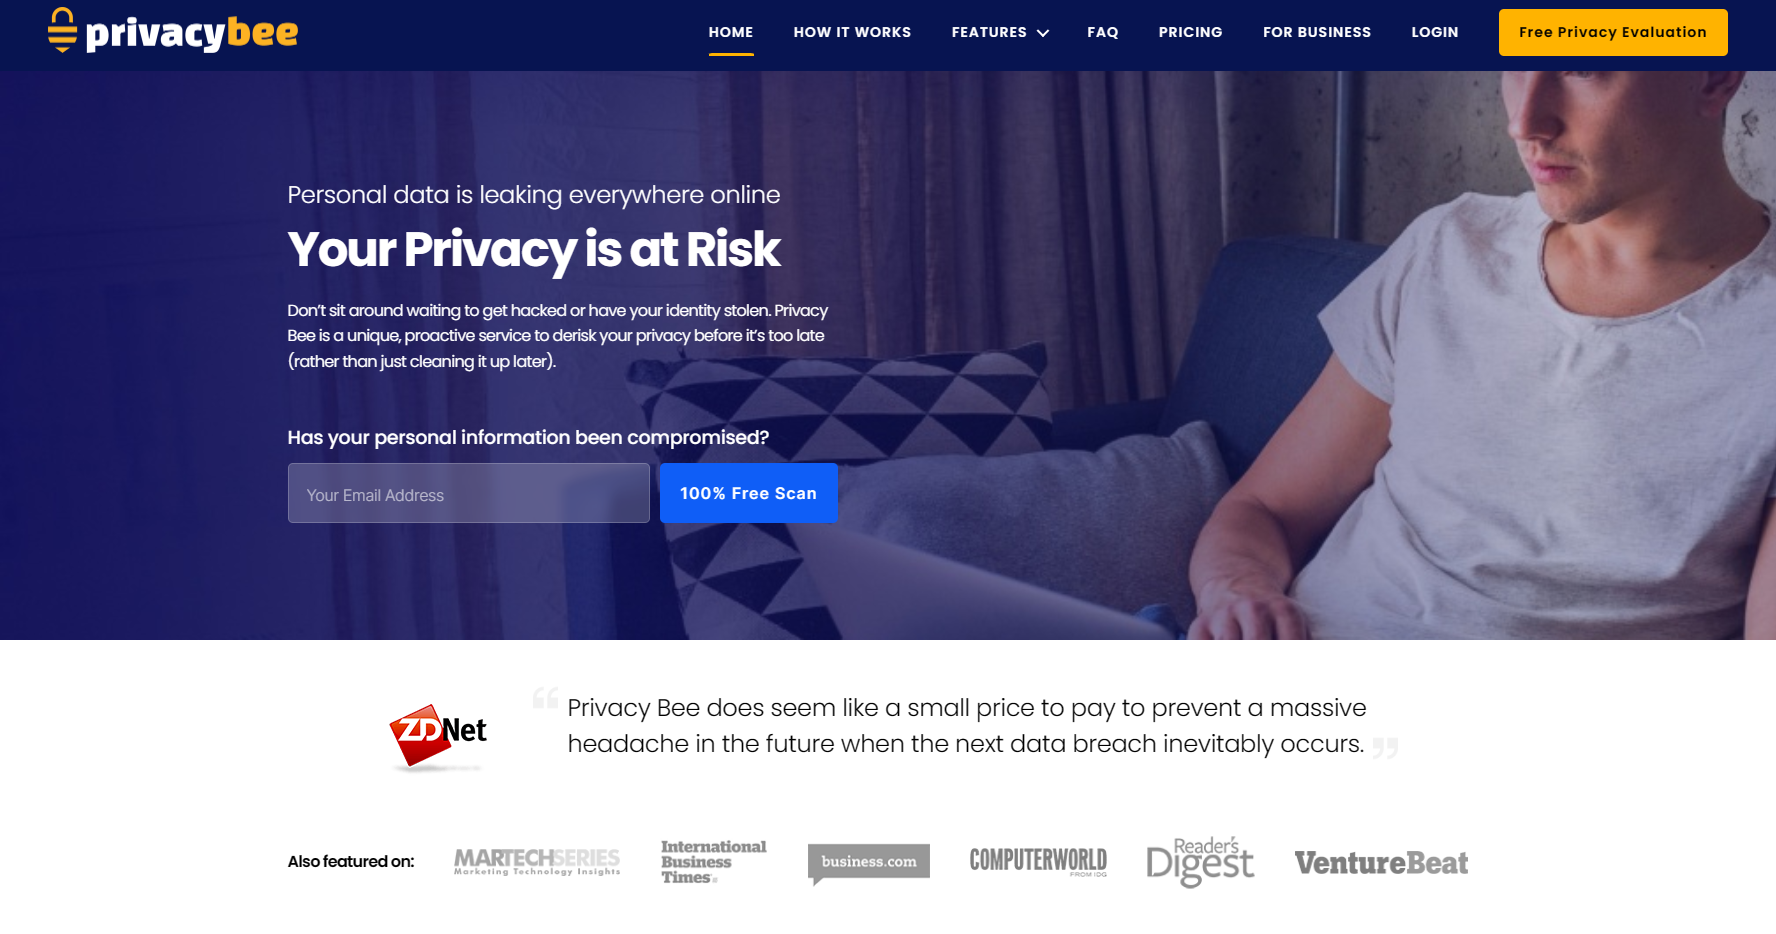 privacybee
HOME HOW IT WORKS FEATURES FAQ PRICING FOR BUSINESS LOGIN Free Privacy Evaluation
Personal data is leaking everywhere online
Your Privacy is at Risk
Don’t sit around waiting to get hacked or have your identity stolen. Privacy
Bee is a unique, proactive service to derisk your privacy before it’s too late
(rather than just cleaning it up later).
Has your personal information been compromised?
Your Email Address 100% Free Scan
ZDNet
“ Privacy Bee does seem like a small price to pay to prevent a massive
headache in the future when the next data breach inevitably occurs. ”
Also featured on:
MARTECHSERIES
Marketing Technology Insights
International
Business
Times
business.com
COMPUTERWORLD
FROM IDG
Reader's
Digest
VentureBeat